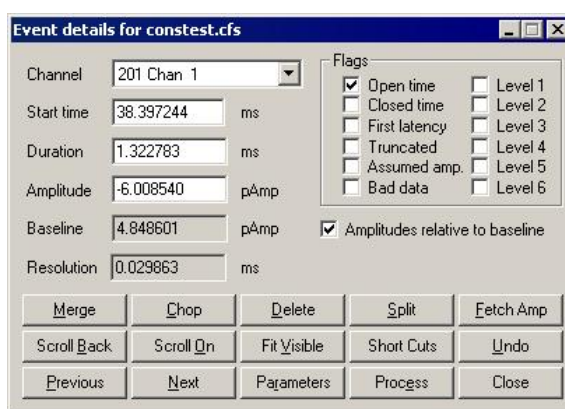 Event details for constest.cfs
Channel 201 Chan 1
Start time 38.397244 ms
Duration 1.322783 ms
Amplitude -6.008540 pAmp
Baseline 4.848601 pAmp
Resolution 0.029863 ms
Flags
Open time Level 1
Closed time Level 2
First latency Level 3
Truncated Level 4
Assumed amp. Level 5
Bad data Level 6
Amplitudes relative to baseline
Merge Chop Delete Split Fetch Amp
Scroll Back Scroll On Fit Visible Short Cuts Undo
Previous Next Parameters Process Close